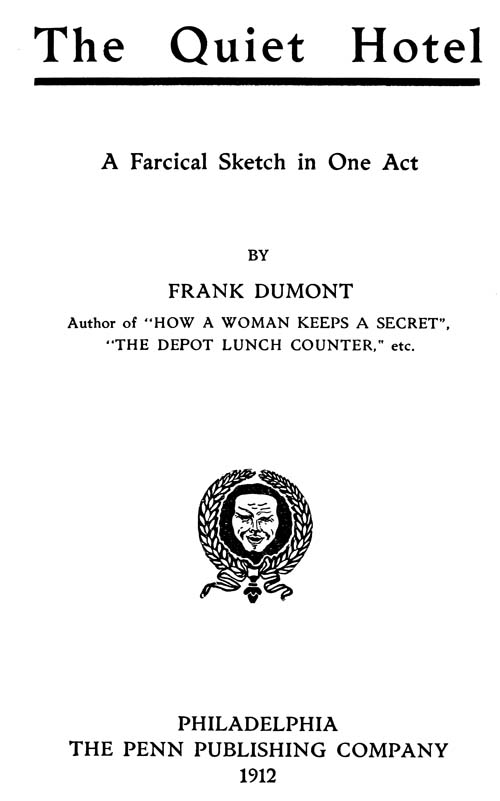 The Quiet Hotel
A Farcical Sketch in One Act
BY
FRANK DUMONT
Author of "HOW A WOMAN KEEPS A SECRET",
"THE DEPOT LUNCH COUNTER," etc.
PHILADELPHIA
THE PENN PUBLISHING COMPANY
1912